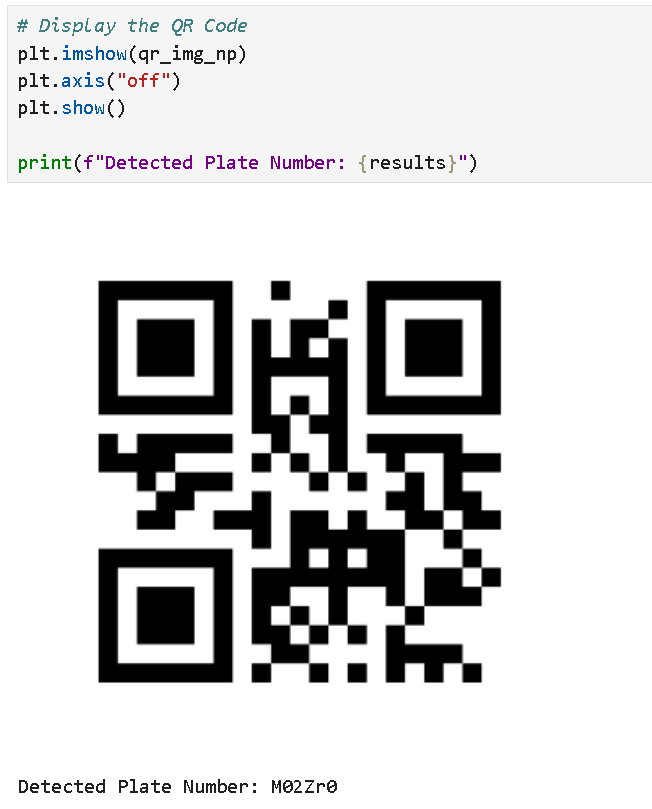 # Display the QR Code
plt.imshow(qr_img_np)
plt.axis("off")
plt.show()
print(f"Detected Plate Number: {results}")
Detected Plate Number: M02Zr0